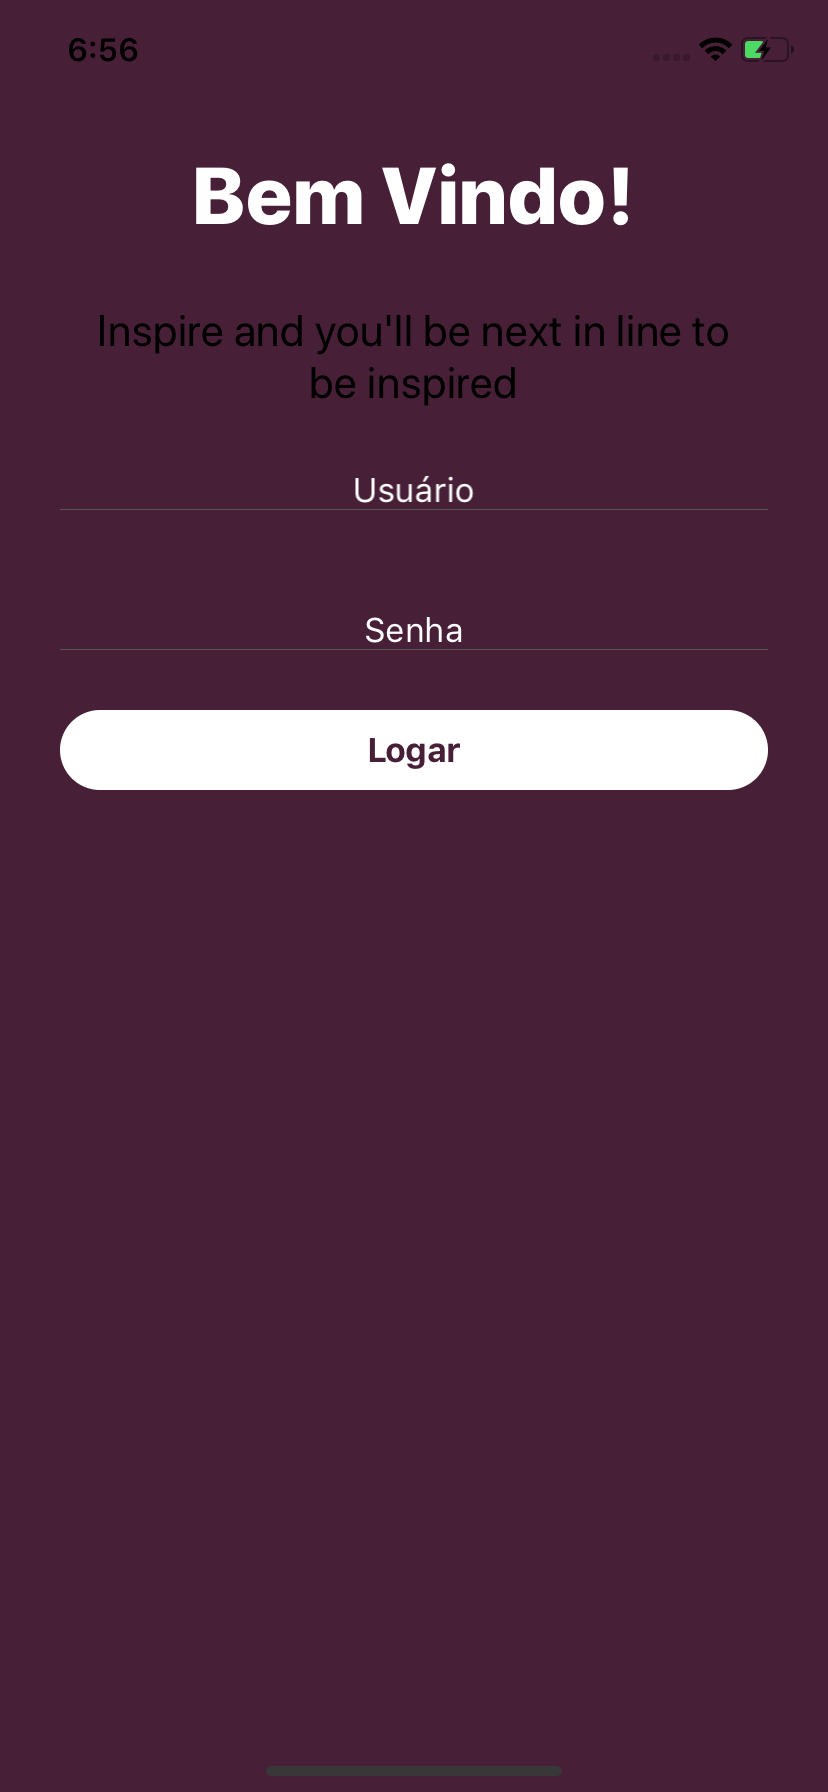 6:56
Bem Vindo!
Inspire and you'll be next in line to
be inspired
Usuário
Senha
Logar